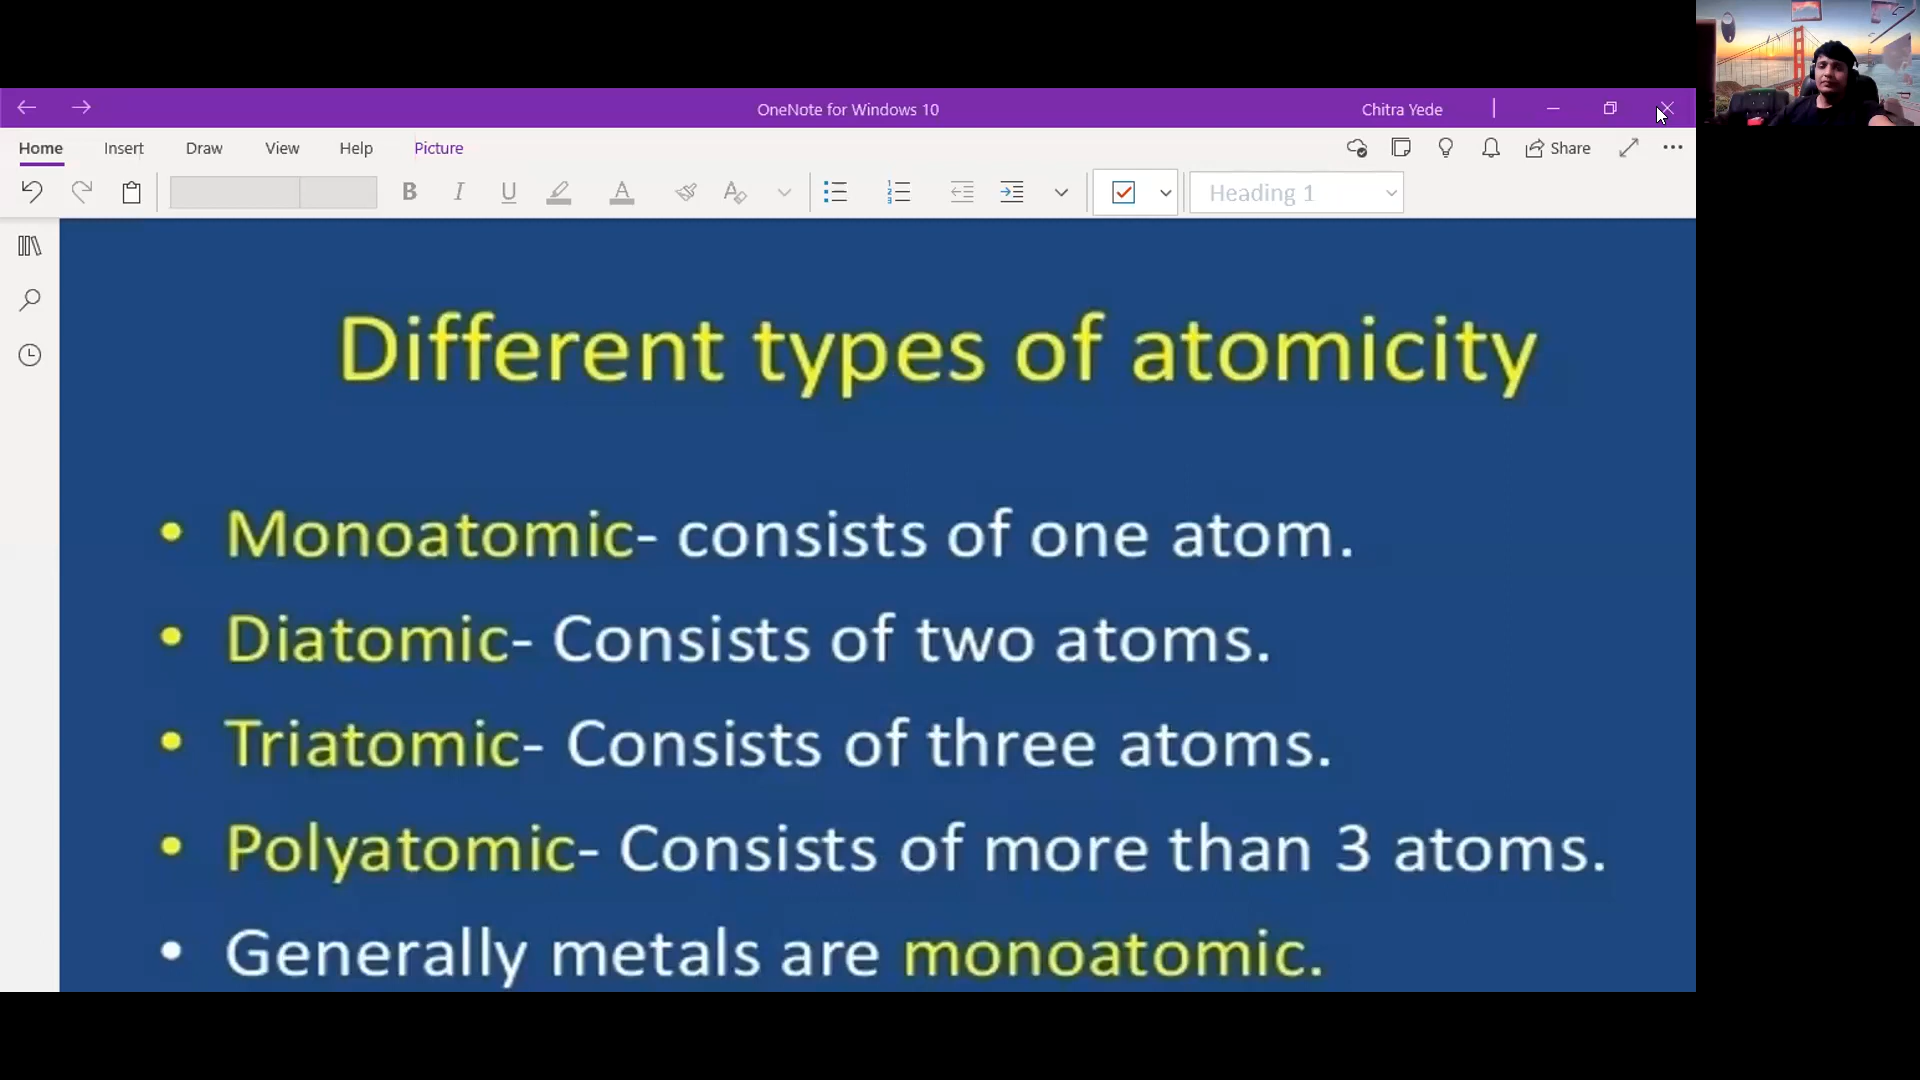 OneNote for Windows 10
Chitra Yede
Home Insert Draw View Help Picture
Share
B I U A A
Heading 1
Different types of atomicity
• Monoatomic- consists of one atom.
• Diatomic- Consists of two atoms.
• Triatomic- Consists of three atoms.
• Polyatomic- Consists of more than 3 atoms.
• Generally metals are monoatomic.